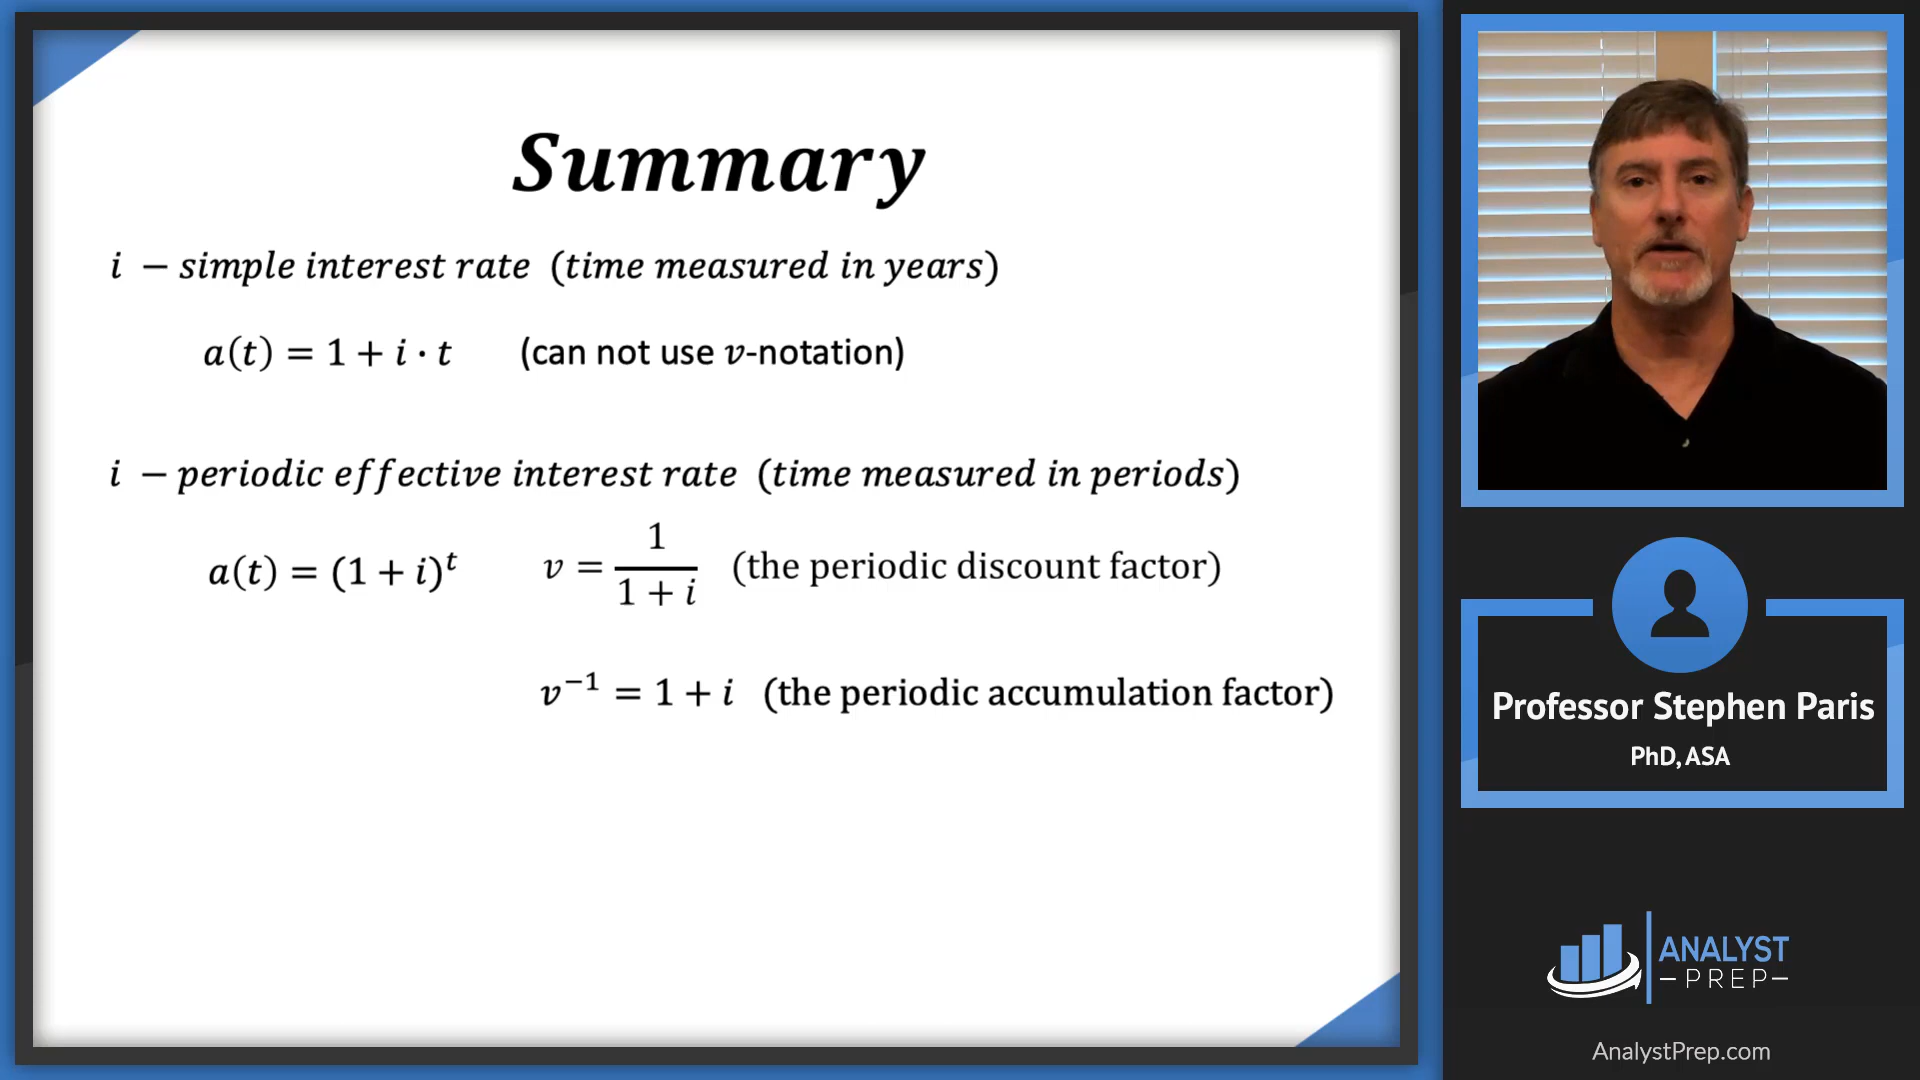 Summary
i – simple interest rate (time measured in years)
a(t) = 1 + i · t (can not use v-notation)
i – periodic effective interest rate (time measured in periods)
a(t) = (1 + i)^t v = 1/(1 + i) (the periodic discount factor)
v^−1 = 1 + i (the periodic accumulation factor)
Professor Stephen Paris
PhD, ASA
ANALYST
PREP
AnalystPrep.com